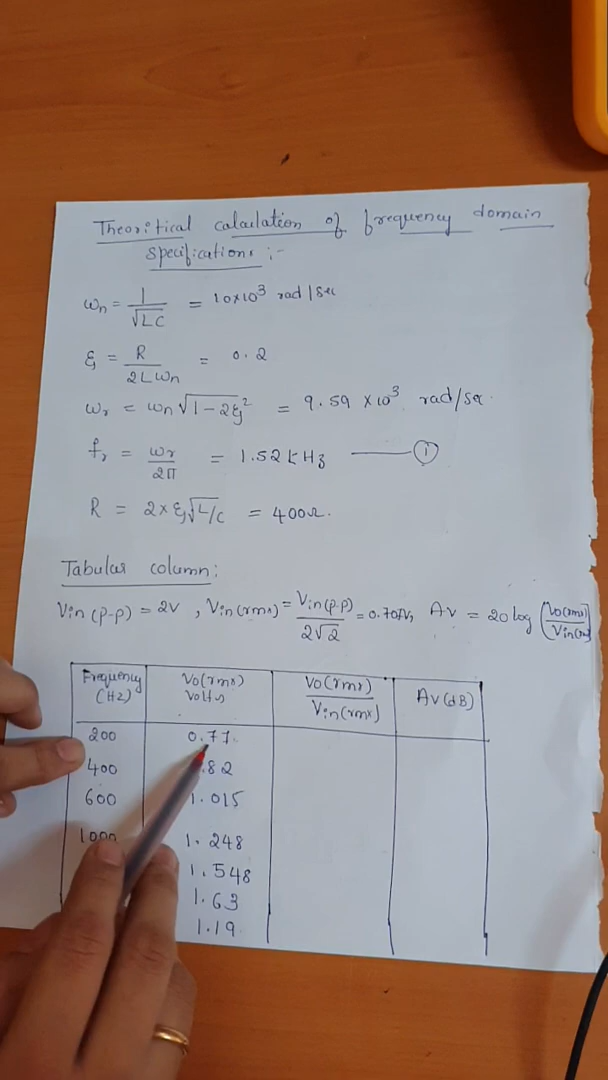 Theoritical calculation of frequency domain
specifications :-
ωn = 1/√LC = 10×10³ rad/sec
ξ = R/2Lωn = 0.2
ωr = ωn√1-2ξ² = 9.59 ×10³ rad/sec.
fr = ωr/2π = 1.52 kHz ——— ①
R = 2×ξ√L/C = 400Ω.
Tabular column:
Vin(p-p) = 2V , Vin(rms) = Vin(p-p)/2√2 = 0.707V, Av = 20log (Vo(rms)/Vin(rms))
Frequency (Hz) Vo(rms) Volts Vo(rms)/Vin(rms) Av(dB)
200 0.77
400 .82
600 1.015
1000 1.248
1.548
1.63
1.19